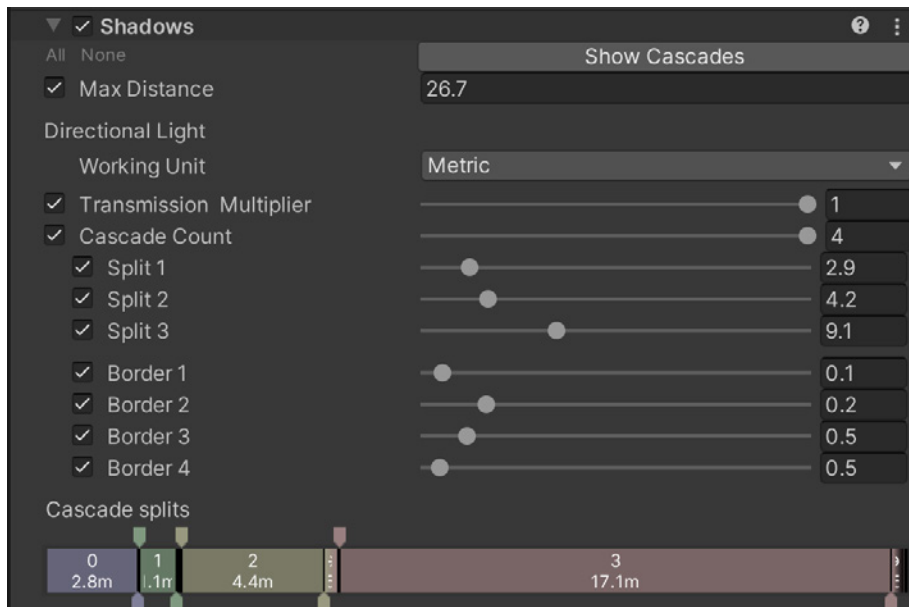 Shadows
All None
Show Cascades
Max Distance 26.7
Directional Light
Working Unit Metric
Transmission Multiplier 1
Cascade Count 4
Split 1 2.9
Split 2 4.2
Split 3 9.1
Border 1 0.1
Border 2 0.2
Border 3 0.5
Border 4 0.5
Cascade splits
0 1 2 3
2.8m .1m 4.4m 17.1m